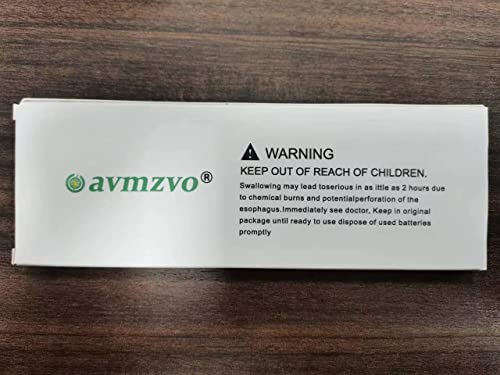 avmzvo®
WARNING
KEEP OUT OF REACH OF CHILDREN.
Swallowing may lead toserious in as ittle as 2 hours due
to chemical burns and potentialperforation of the
esophagus.Immediately see doctor, Keep in original
package until ready to use dispose of used batteries
promptly